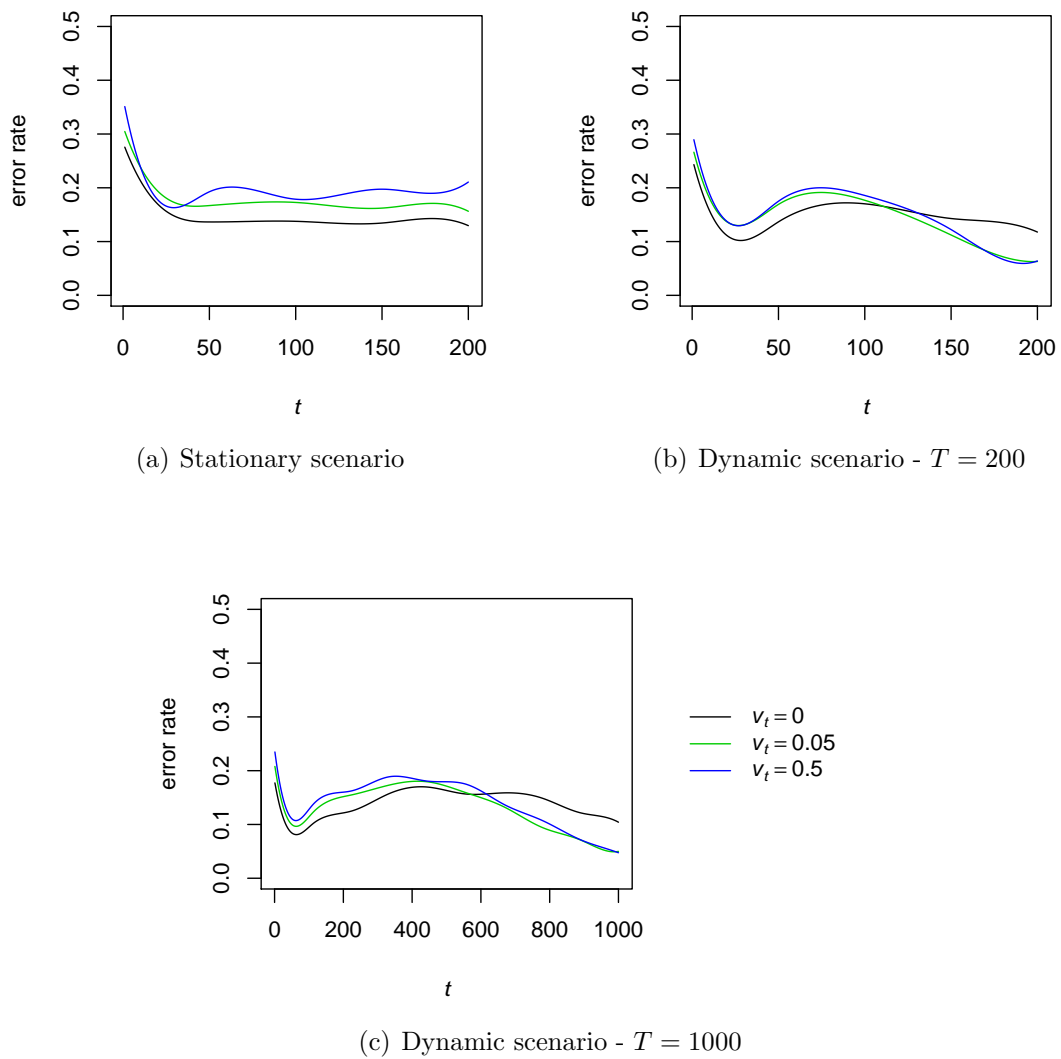 error rate
0.0 0.1 0.2 0.3 0.4 0.5
0 50 100 150 200
t
(a) Stationary scenario
error rate
0.0 0.1 0.2 0.3 0.4 0.5
0 50 100 150 200
t
(b) Dynamic scenario - T = 200
error rate
0.0 0.1 0.2 0.3 0.4 0.5
0 200 400 600 800 1000
t
vt = 0
vt = 0.05
vt = 0.5
(c) Dynamic scenario - T = 1000